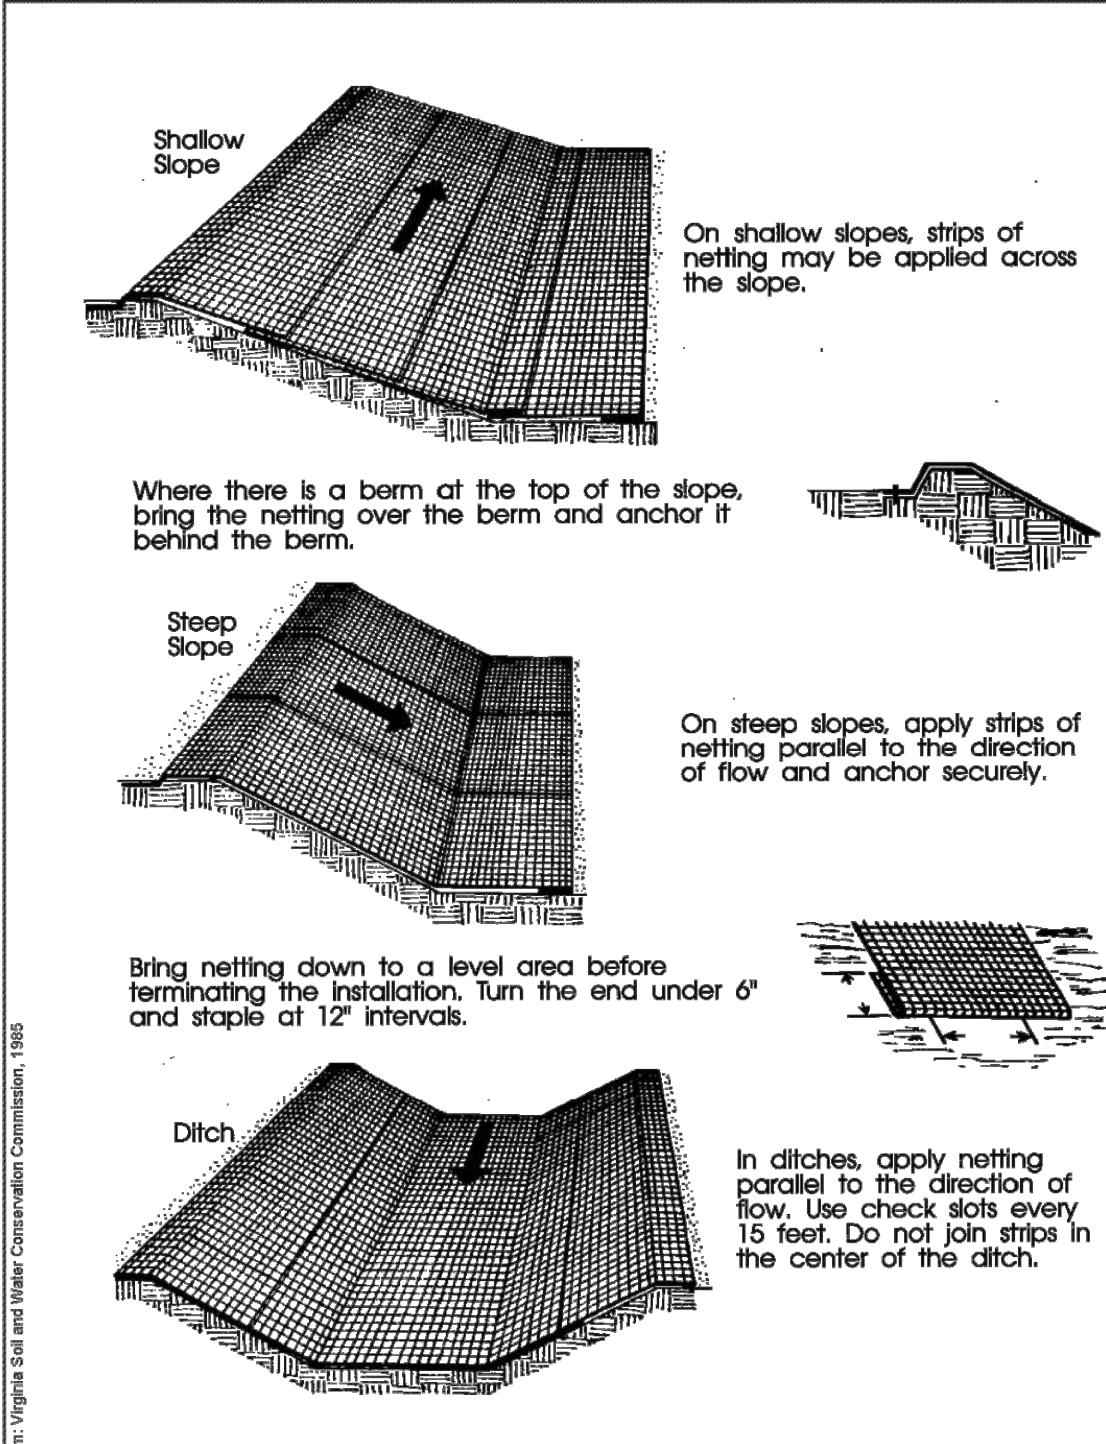 Shallow
Slope
On shallow slopes, strips of
netting may be applied across
the slope.
Where there is a berm at the top of the slope,
bring the netting over the berm and anchor it
behind the berm.
Steep
Slope
On steep slopes, apply strips of
netting parallel to the direction
of flow and anchor securely.
Bring netting down to a level area before
terminating the installation. Turn the end under 6"
and staple at 12" intervals.
Ditch
In ditches, apply netting
parallel to the direction of
flow. Use check slots every
15 feet. Do not join strips in
the center of the ditch.
Virginia Soil and Water Conservation Commission, 1985